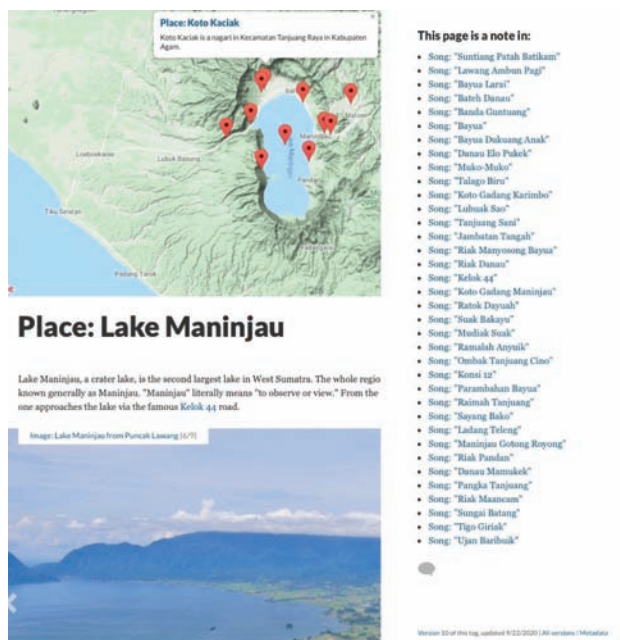 Place: Koto Kaciak
Koto Kaciak is a nagari in Kecamatan Tanjuang Raya in Kabupaten
Agam.
Lubuk Basung
Tiku Selatan
Padang Tarok
Place: Lake Maninjau
Lake Maninjau, a crater lake, is the second largest lake in West Sumatra. The whole regio
known generally as Maninjau. "Maninjau" literally means "to observe or view." From the
one approaches the lake via the famous Kelok 44 road.
Image: Lake Maninjau from Puncak Lawang (6/9)
This page is a note in:
Song: "Suntiang Patah Batikam"
Song: "Lawang Ambun Pagi"
Song: "Bayua Larai"
Song: "Bateh Danau"
Song: "Banda Guntuang"
Song: "Bayua"
Song: "Bayua Dukuang Anak"
Song: "Danau Elo Pukek"
Song: "Muko-Muko"
Song: "Talago Biru"
Song: "Koto Gadang Karimbo"
Song: "Lubuak Sao"
Song: "Tanjuang Sani"
Song: "Jambatan Tangah"
Song: "Riak Manyosong Bayua"
Song: "Riak Danau"
Song: "Kelok 44"
Song: "Koto Gadang Maninjau"
Song: "Ratok Dayuah"
Song: "Suak Bakayu"
Song: "Mudiak Suak"
Song: "Ramalah Anyuik"
Song: "Ombak Tanjuang Cino"
Song: "Konsi 12"
Song: "Parambahan Bayua"
Song: "Raimah Tanjuang"
Song: "Sayang Bako"
Song: "Ladang Teleng"
Song: "Maninjau Gotong Royong"
Song: "Riak Pandan"
Song: "Danau Mamukek"
Song: "Pangka Tanjuang"
Song: "Riak Maancam"
Song: "Sungai Batang"
Song: "Tigo Giriak"
Song: "Ujan Baribuik"
Version 10 of this tag, updated 9/22/2020 | All versions | Metadata